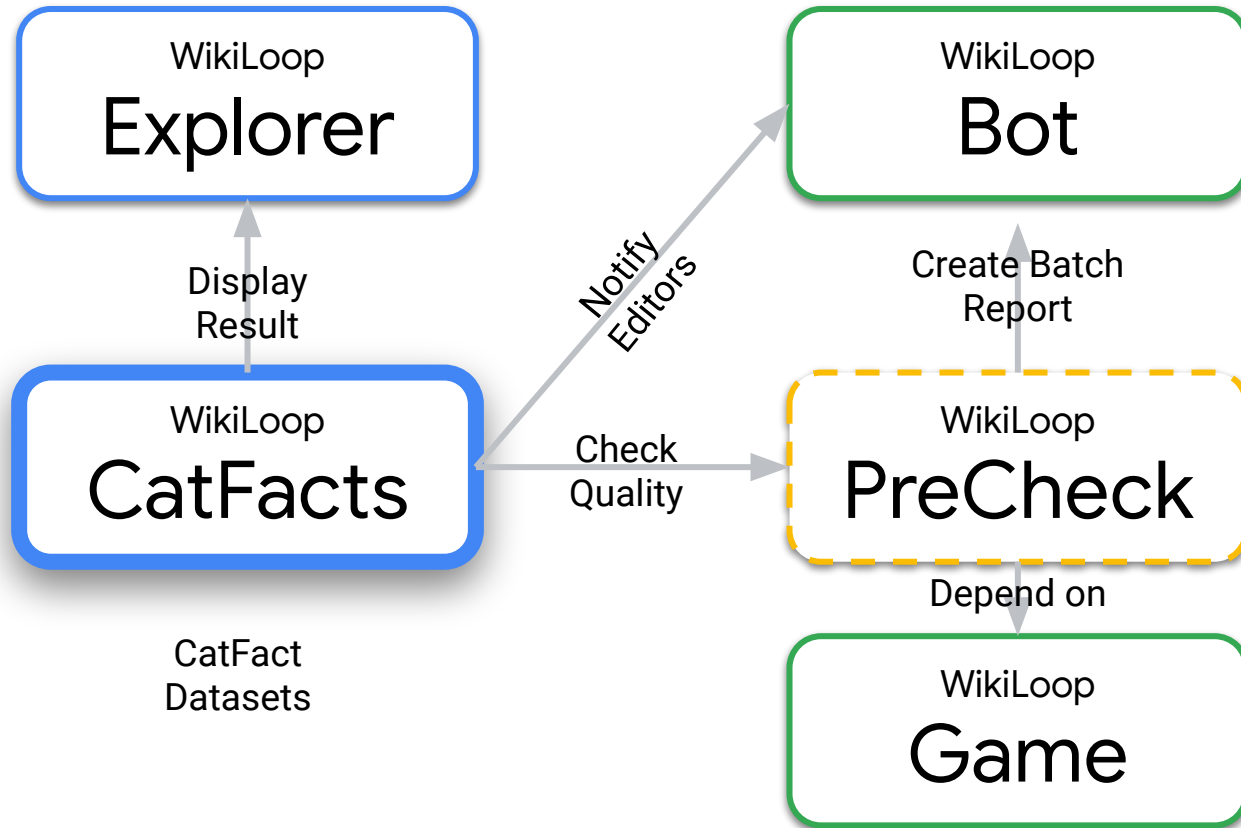 WikiLoop
Explorer
WikiLoop
Bot
Display
Result
Notify
Editors
Create Batch
Report
WikiLoop
CatFacts
Check
Quality
WikiLoop
PreCheck
Depend on
CatFact
Datasets
WikiLoop
Game